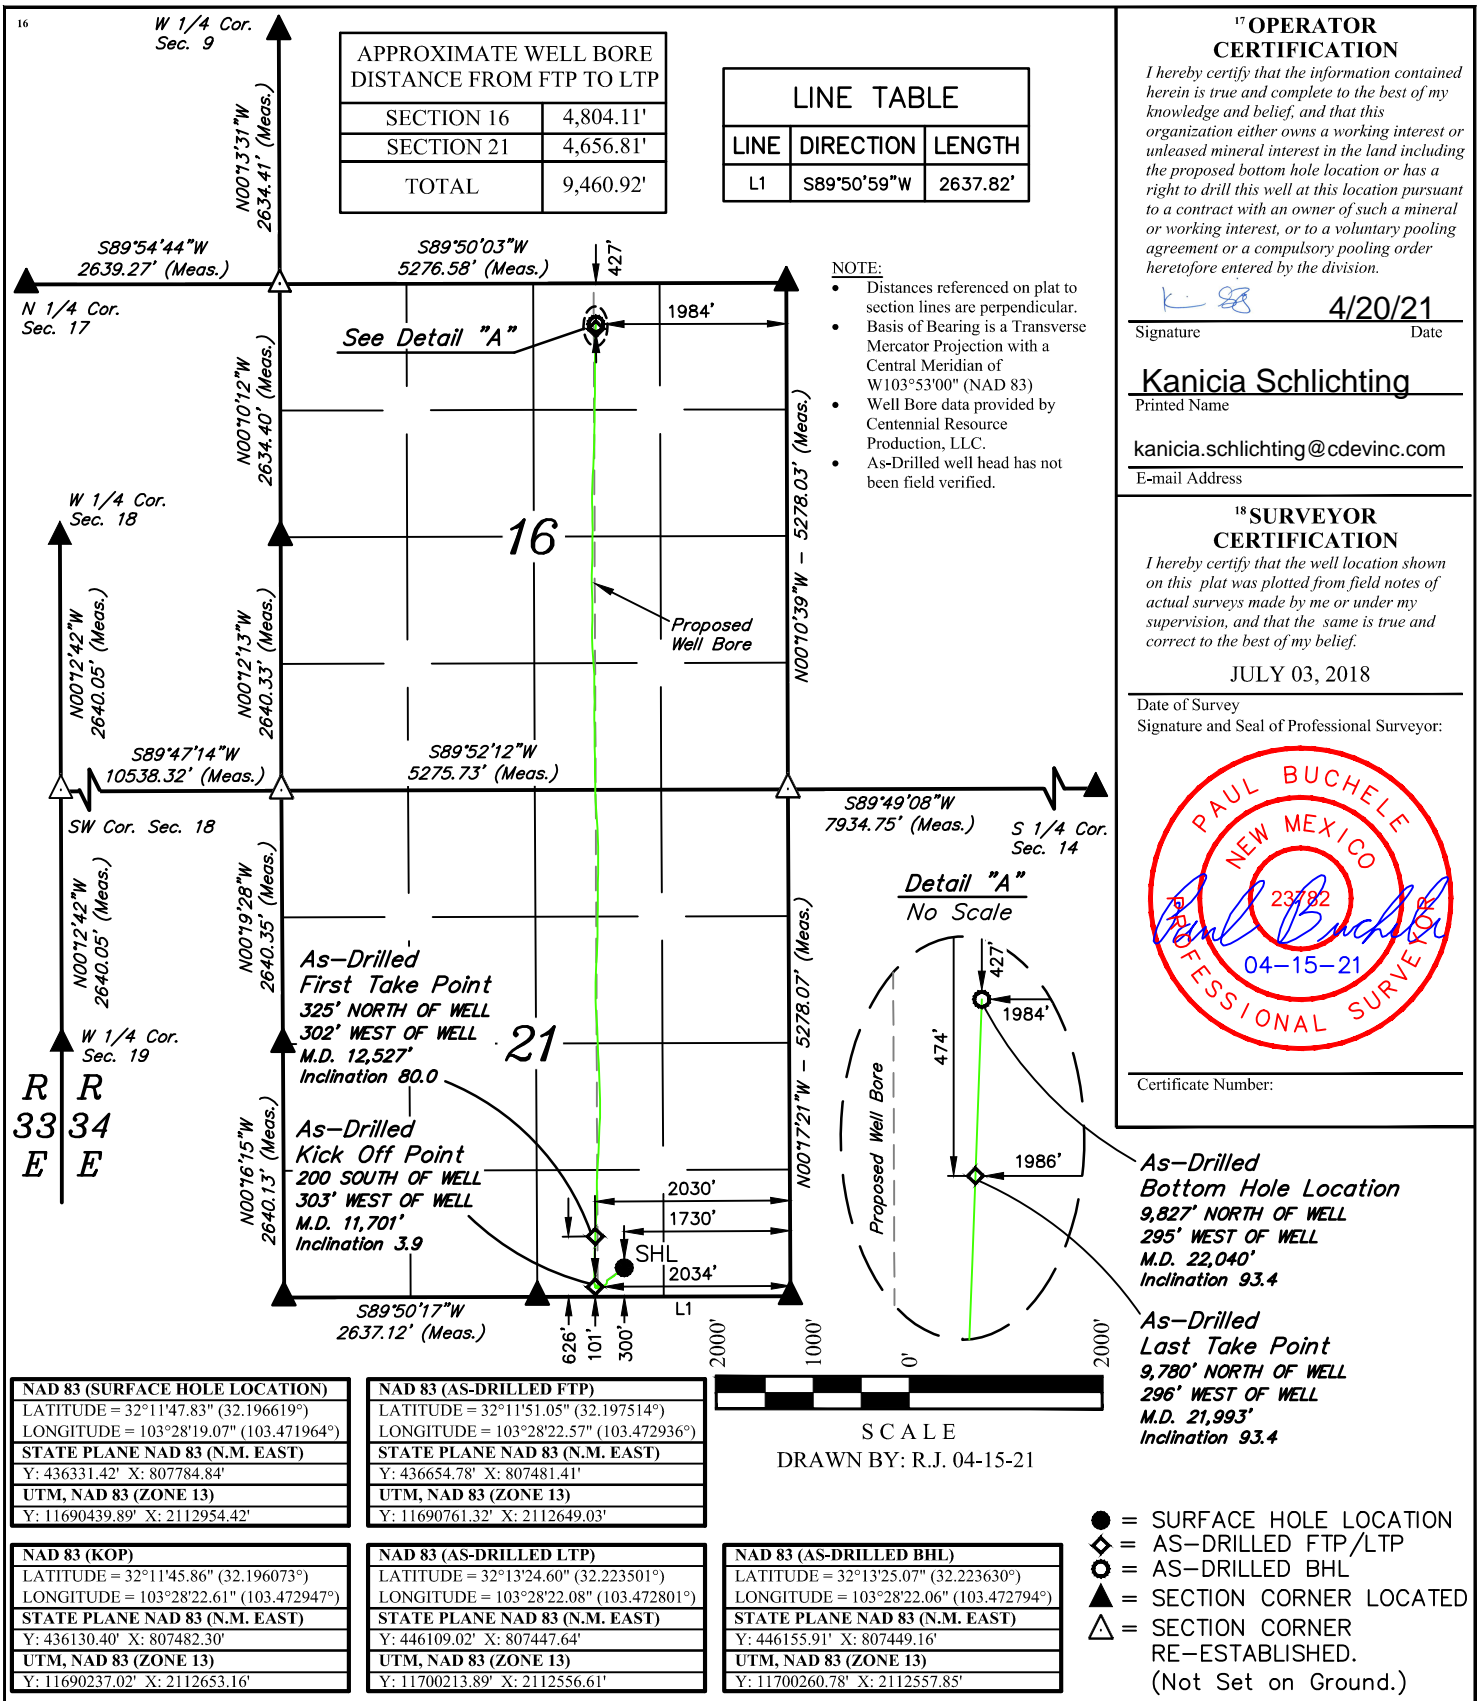 16
W 1/4 Cor.
Sec. 9
N00°13'31"W
2634.41' (Meas.)
APPROXIMATE WELL BORE
DISTANCE FROM FTP TO LTP
SECTION 16 4,804.11'
SECTION 21 4,656.81'
TOTAL 9,460.92'
LINE TABLE
LINE DIRECTION LENGTH
L1 S89°50'59"W 2637.82'
S89°54'44"W
2639.27' (Meas.)
N 1/4 Cor.
Sec. 17
S89°50'03"W
5276.58' (Meas.)
427'
1984'
See Detail "A"
NOTE:
• Distances referenced on plat to
section lines are perpendicular.
• Basis of Bearing is a Transverse
Mercator Projection with a
Central Meridian of
W103°53'00" (NAD 83)
• Well Bore data provided by
Centennial Resource
Production, LLC.
• As-Drilled well head has not
been field verified.
N00°10'12"W
2634.40' (Meas.)
N00°10'39"W - 5278.03' (Meas.)
W 1/4 Cor.
Sec. 18
16
Proposed
Well Bore
N00°12'42"W
2640.05' (Meas.)
N00°12'13"W
2640.33' (Meas.)
S89°47'14"W
10538.32' (Meas.)
S89°52'12"W
5275.73' (Meas.)
SW Cor. Sec. 18
S89°49'08"W
7934.75' (Meas.)
S 1/4 Cor.
Sec. 14
N00°12'42"W
2640.05' (Meas.)
N00°19'28"W
2640.35' (Meas.)
N00°17'21"W - 5278.07' (Meas.)
W 1/4 Cor.
Sec. 19
R R
33 34
E E
21
As-Drilled
First Take Point
325' NORTH OF WELL
302' WEST OF WELL
M.D. 12,527'
Inclination 80.0
As-Drilled
Kick Off Point
200 SOUTH OF WELL
303' WEST OF WELL
M.D. 11,701'
Inclination 3.9
N00°16'15"W
2640.13' (Meas.)
2030'
1730'
SHL
2034'
L1
S89°50'17"W
2637.12' (Meas.)
626'
101'
300'
Detail "A"
No Scale
427'
1984'
474'
Proposed Well Bore
1986'
As-Drilled
Bottom Hole Location
9,827' NORTH OF WELL
295' WEST OF WELL
M.D. 22,040'
Inclination 93.4
As-Drilled
Last Take Point
9,780' NORTH OF WELL
296' WEST OF WELL
M.D. 21,993'
Inclination 93.4
2000' 1000' 0' 2000'
SCALE
DRAWN BY: R.J. 04-15-21
17 OPERATOR
CERTIFICATION
I hereby certify that the information contained
herein is true and complete to the best of my
knowledge and belief, and that this
organization either owns a working interest or
unleased mineral interest in the land including
the proposed bottom hole location or has a
right to drill this well at this location pursuant
to a contract with an owner of such a mineral
or working interest, or to a voluntary pooling
agreement or a compulsory pooling order
heretofore entered by the division.
4/20/21
Signature Date
Kanicia Schlichting
Printed Name
kanicia.schlichting@cdevinc.com
E-mail Address
18 SURVEYOR
CERTIFICATION
I hereby certify that the well location shown
on this plat was plotted from field notes of
actual surveys made by me or under my
supervision, and that the same is true and
correct to the best of my belief.
JULY 03, 2018
Date of Survey
Signature and Seal of Professional Surveyor:
PAUL BUCHELE
NEW MEXICO
23782
Paul Buchele
04-15-21
PROFESSIONAL SURVEYOR
Certificate Number:
NAD 83 (SURFACE HOLE LOCATION)
LATITUDE = 32°11'47.83" (32.196619°)
LONGITUDE = 103°28'19.07" (103.471964°)
STATE PLANE NAD 83 (N.M. EAST)
Y: 436331.42' X: 807784.84'
UTM, NAD 83 (ZONE 13)
Y: 11690439.89' X: 2112954.42'
NAD 83 (AS-DRILLED FTP)
LATITUDE = 32°11'51.05" (32.197514°)
LONGITUDE = 103°28'22.57" (103.472936°)
STATE PLANE NAD 83 (N.M. EAST)
Y: 436654.78' X: 807481.41'
UTM, NAD 83 (ZONE 13)
Y: 11690761.32' X: 2112649.03'
NAD 83 (KOP)
LATITUDE = 32°11'45.86" (32.196073°)
LONGITUDE = 103°28'22.61" (103.472947°)
STATE PLANE NAD 83 (N.M. EAST)
Y: 436130.40' X: 807482.30'
UTM, NAD 83 (ZONE 13)
Y: 11690237.02' X: 2112653.16'
NAD 83 (AS-DRILLED LTP)
LATITUDE = 32°13'24.60" (32.223501°)
LONGITUDE = 103°28'22.08" (103.472801°)
STATE PLANE NAD 83 (N.M. EAST)
Y: 446109.02' X: 807447.64'
UTM, NAD 83 (ZONE 13)
Y: 11700213.89' X: 2112556.61'
NAD 83 (AS-DRILLED BHL)
LATITUDE = 32°13'25.07" (32.223630°)
LONGITUDE = 103°28'22.06" (103.472794°)
STATE PLANE NAD 83 (N.M. EAST)
Y: 446155.91' X: 807449.16'
UTM, NAD 83 (ZONE 13)
Y: 11700260.78' X: 2112557.85'
= SURFACE HOLE LOCATION
= AS-DRILLED FTP/LTP
= AS-DRILLED BHL
= SECTION CORNER LOCATED
= SECTION CORNER
RE-ESTABLISHED.
(Not Set on Ground.)